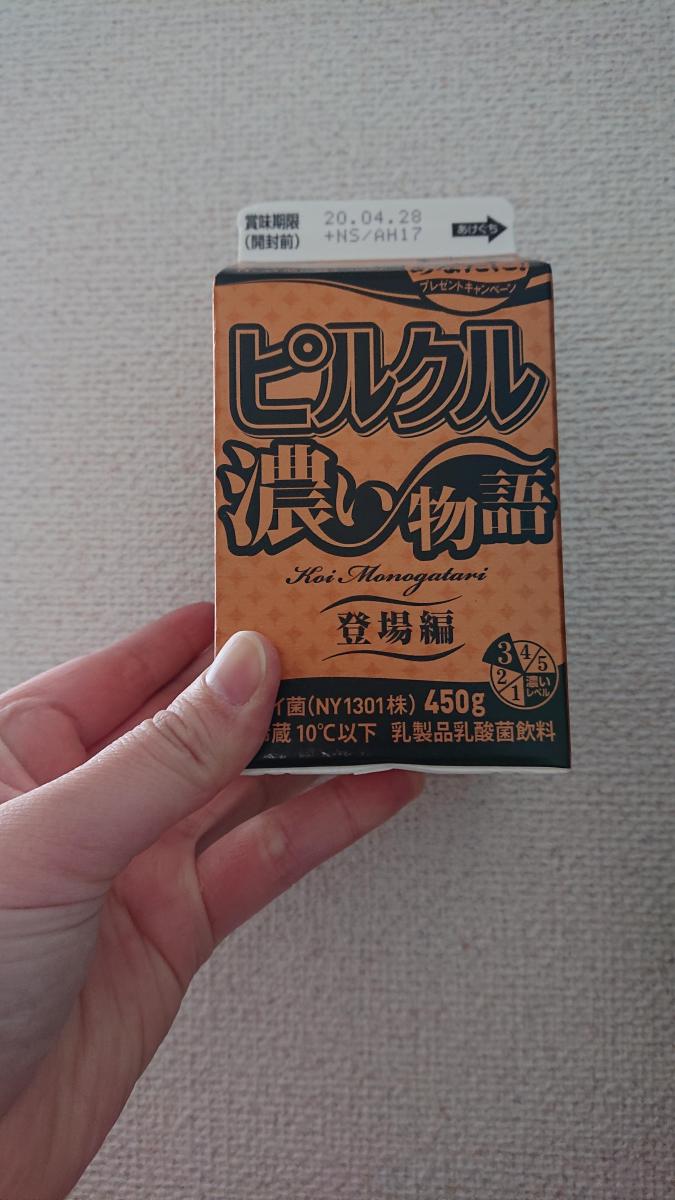 賞味期限
(開封前)
20.04.28
+NS/AH17
あけぐち
プレゼントキャンペーン
ピルクル
濃い物語
Koi Monogatari
登場編
1 2 3 4 5
濃い
レベル
イ菌(NY1301株) 450g
蔵 10℃以下 乳製品乳酸菌飲料